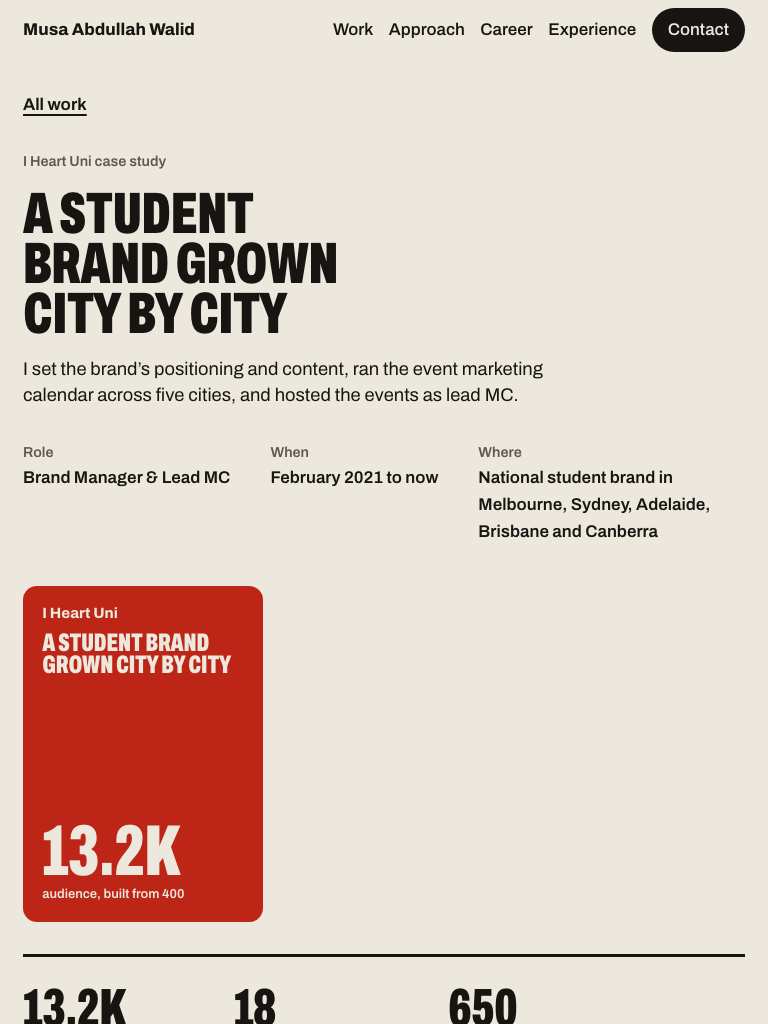 Musa Abdullah Walid
Work Approach Career Experience Contact
All work
I Heart Uni case study
A STUDENT
BRAND GROWN
CITY BY CITY
I set the brand’s positioning and content, ran the event marketing
calendar across five cities, and hosted the events as lead MC.
Role
Brand Manager & Lead MC
When
February 2021 to now
Where
National student brand in
Melbourne, Sydney, Adelaide,
Brisbane and Canberra
I Heart Uni
A STUDENT BRAND
GROWN CITY BY CITY
13.2K
audience, built from 400
13.2K 18 650